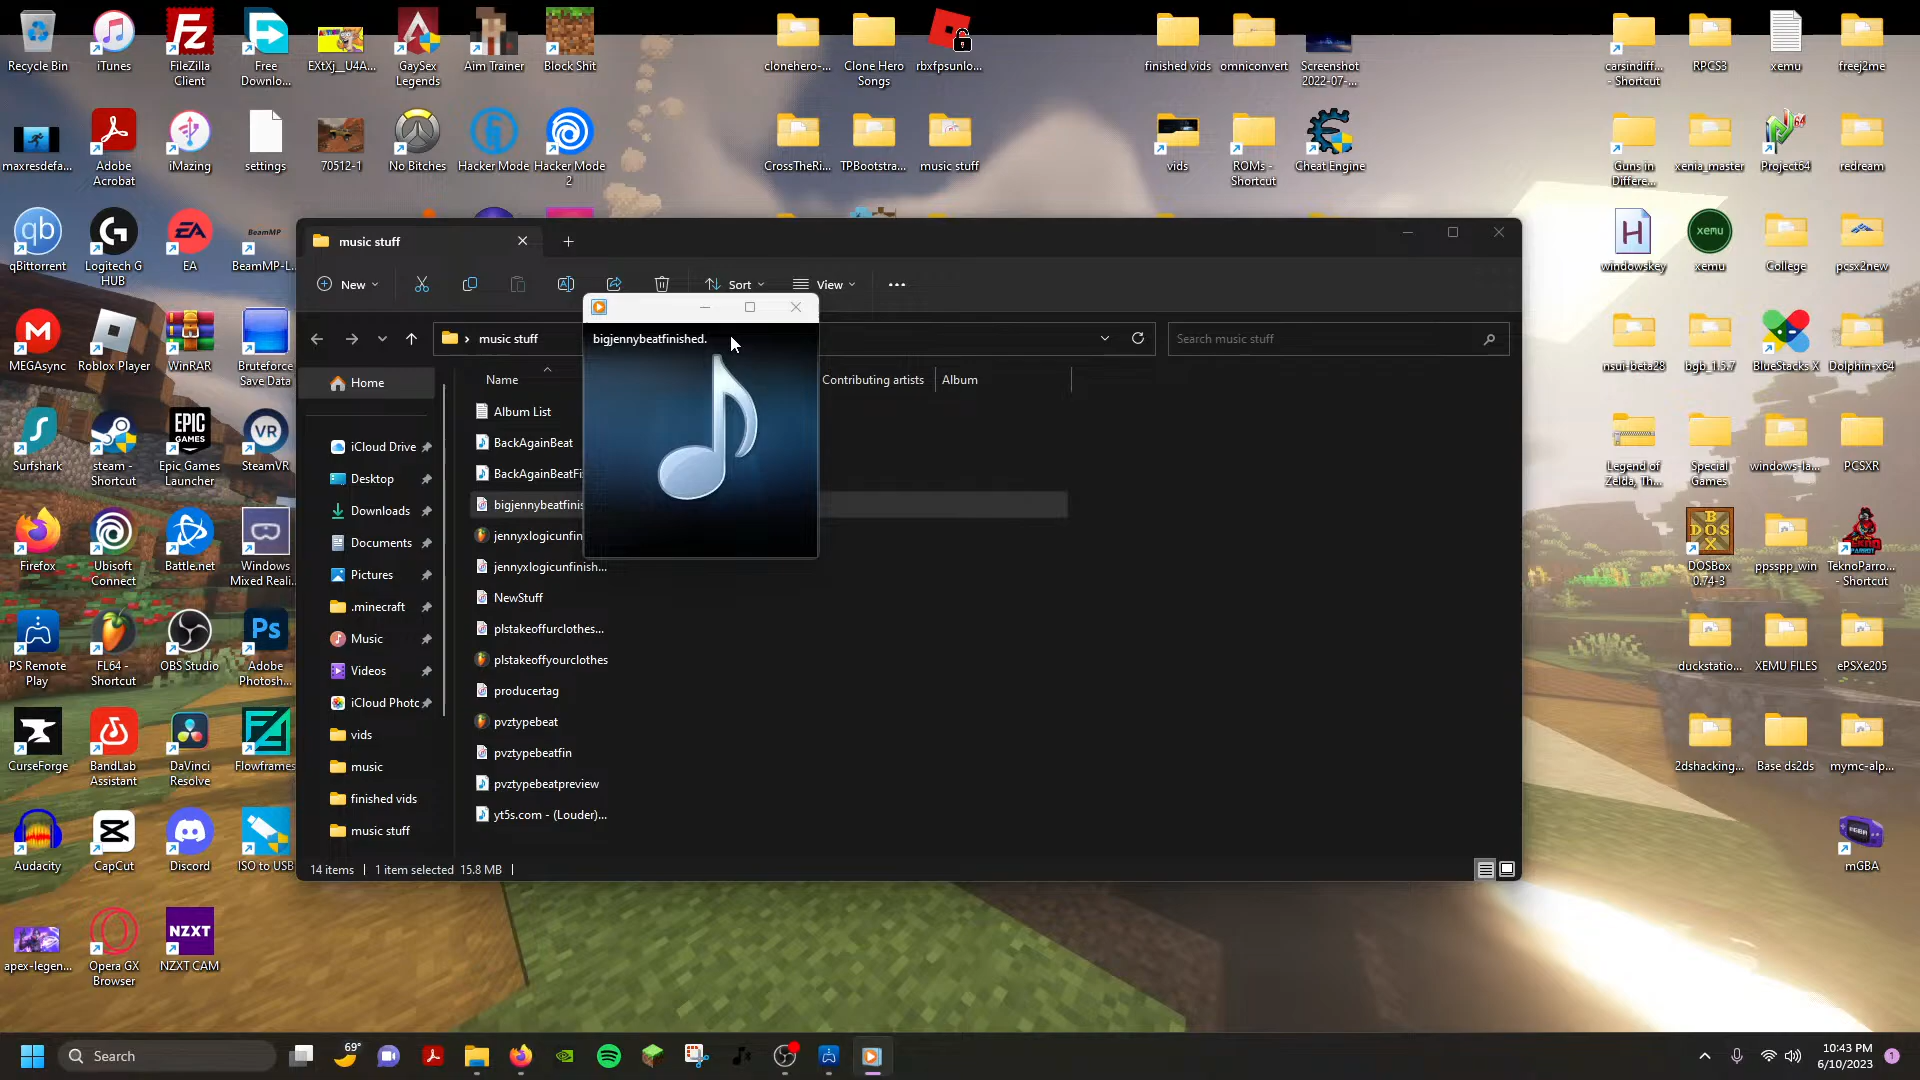 Recycle Bin
iTunes
FileZilla
Client
Free
Downlo...
EXtXj__U4A...
GaySex
Legends
Aim Trainer
Block Shit
clonehero-...
Clone Hero
Songs
rbxfpsunlo...
finished vids
omniconvert
Screenshot
2022-07-...
carsindiff...
- Shortcut
RPCS3
xemu
freej2me
maxresdefa...
Adobe
Acrobat
iMazing
settings
70512-1
No Bitches
Hacker Mode
Hacker Mode
2
CrossTheRi...
TPBootstra...
music stuff
vids
ROMs -
Shortcut
Cheat Engine
Guns in
Differe...
xenia_master
Project64
redream
qBittorrent
Logitech G
HUB
EA
BeamMP
BeamMP-L...
windowskey
xemu
College
pcsx2new
MEGAsync
Roblox Player
WinRAR
Bruteforce
Save Data
nsui-beta28
bgb_1.5.7
BlueStacks X
Dolphin-x64
Surfshark
steam -
Shortcut
Epic Games
Launcher
SteamVR
Legend of
Zelda, Th...
Special
Games
windows-la...
PCSXR
Firefox
Ubisoft
Connect
Battle.net
Windows
Mixed Reali...
DOSBox
0.74-3
ppsspp_win
TeknoParro...
- Shortcut
PS Remote
Play
FL64 -
Shortcut
OBS Studio
Adobe
Photosh...
duckstatio...
XEMU FILES
ePSXe205
CurseForge
BandLab
Assistant
DaVinci
Resolve
Flowframes
2dshacking...
Base ds2ds
mymc-alp...
Audacity
CapCut
Discord
ISO to USB
mGBA
apex-legen...
Opera GX
Browser
NZXT
NZXT CAM
music stuff
New
Sort
View
music stuff
Search music stuff
bigjennybeatfinished.
Home
iCloud Drive
Desktop
Downloads
Documents
Pictures
.minecraft
Music
Videos
iCloud Photo
vids
music
finished vids
music stuff
Name
Contributing artists
Album
Album List
BackAgainBeat
BackAgainBeatFi
bigjennybeatfinis
jennyxlogicunfin
jennyxlogicunfinish...
NewStuff
plstakeoffurclothes...
plstakeoffyourclothes
producertag
pvztypebeat
pvztypebeatfin
pvztypebeatpreview
yt5s.com - (Louder)...
14 items
1 item selected 15.8 MB
Search
69°
10:43 PM
6/10/2023
1